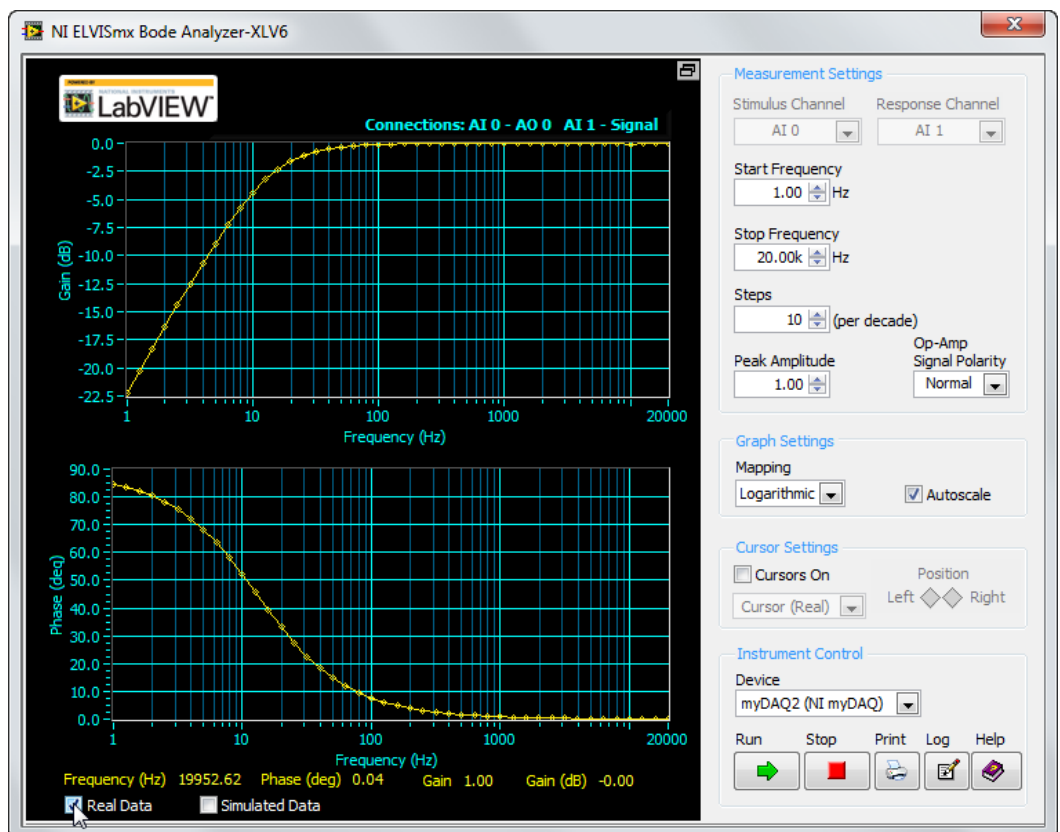 NI ELVISmx Bode Analyzer-XLV6
POWERED BY
NATIONAL INSTRUMENTS
LabVIEW
Connections: AI 0 - AO 0 AI 1 - Signal
0.0
-2.5
-5.0
-7.5
-10.0
-12.5
-15.0
-17.5
-20.0
-22.5
Gain (dB)
1 10 100 1000 20000
Frequency (Hz)
90.0
80.0
70.0
60.0
50.0
40.0
30.0
20.0
10.0
0.0
Phase (deg)
1 10 100 1000 20000
Frequency (Hz)
Frequency (Hz) 19952.62 Phase (deg) 0.04 Gain 1.00 Gain (dB) -0.00
Real Data Simulated Data
Measurement Settings
Stimulus Channel Response Channel
AI 0 AI 1
Start Frequency
1.00 Hz
Stop Frequency
20.00k Hz
Steps
10 (per decade)
Op-Amp
Peak Amplitude Signal Polarity
1.00 Normal
Graph Settings
Mapping
Logarithmic Autoscale
Cursor Settings
Cursors On Position
Cursor (Real) Left Right
Instrument Control
Device
myDAQ2 (NI myDAQ)
Run Stop Print Log Help